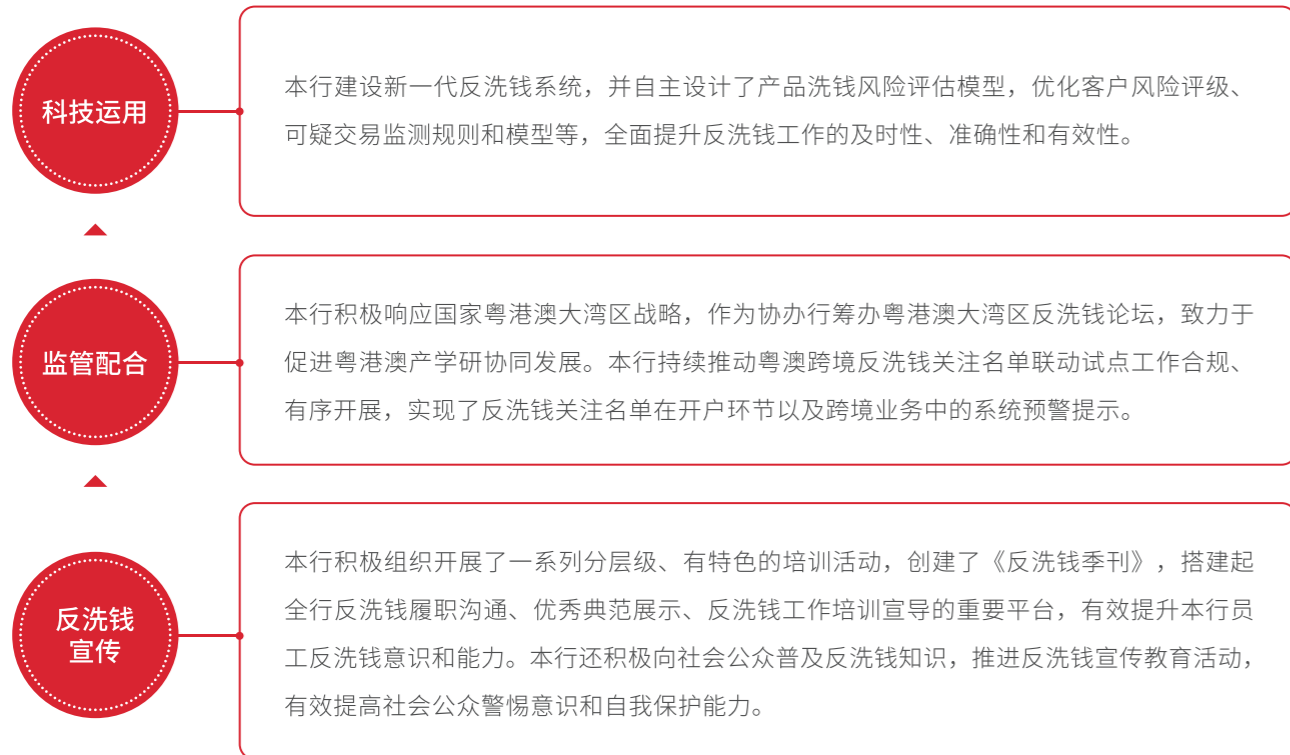 科技运用
本行建设新一代反洗钱系统，并自主设计了产品洗钱风险评估模型，优化客户风险评级、
可疑交易监测规则和模型等，全面提升反洗钱工作的及时性、准确性和有效性。
监管配合
本行积极响应国家粤港澳大湾区战略，作为协办行筹办粤港澳大湾区反洗钱论坛，致力于
促进粤港澳产学研协同发展。本行持续推动粤澳跨境反洗钱关注名单联动试点工作合规、
有序开展，实现了反洗钱关注名单在开户环节以及跨境业务中的系统预警提示。
反洗钱
宣传
本行积极组织开展了一系列分层级、有特色的培训活动，创建了《反洗钱季刊》，搭建起
全行反洗钱履职沟通、优秀典范展示、反洗钱工作培训宣导的重要平台，有效提升本行员
工反洗钱意识和能力。本行还积极向社会公众普及反洗钱知识，推进反洗钱宣传教育活动，
有效提高社会公众警惕意识和自我保护能力。